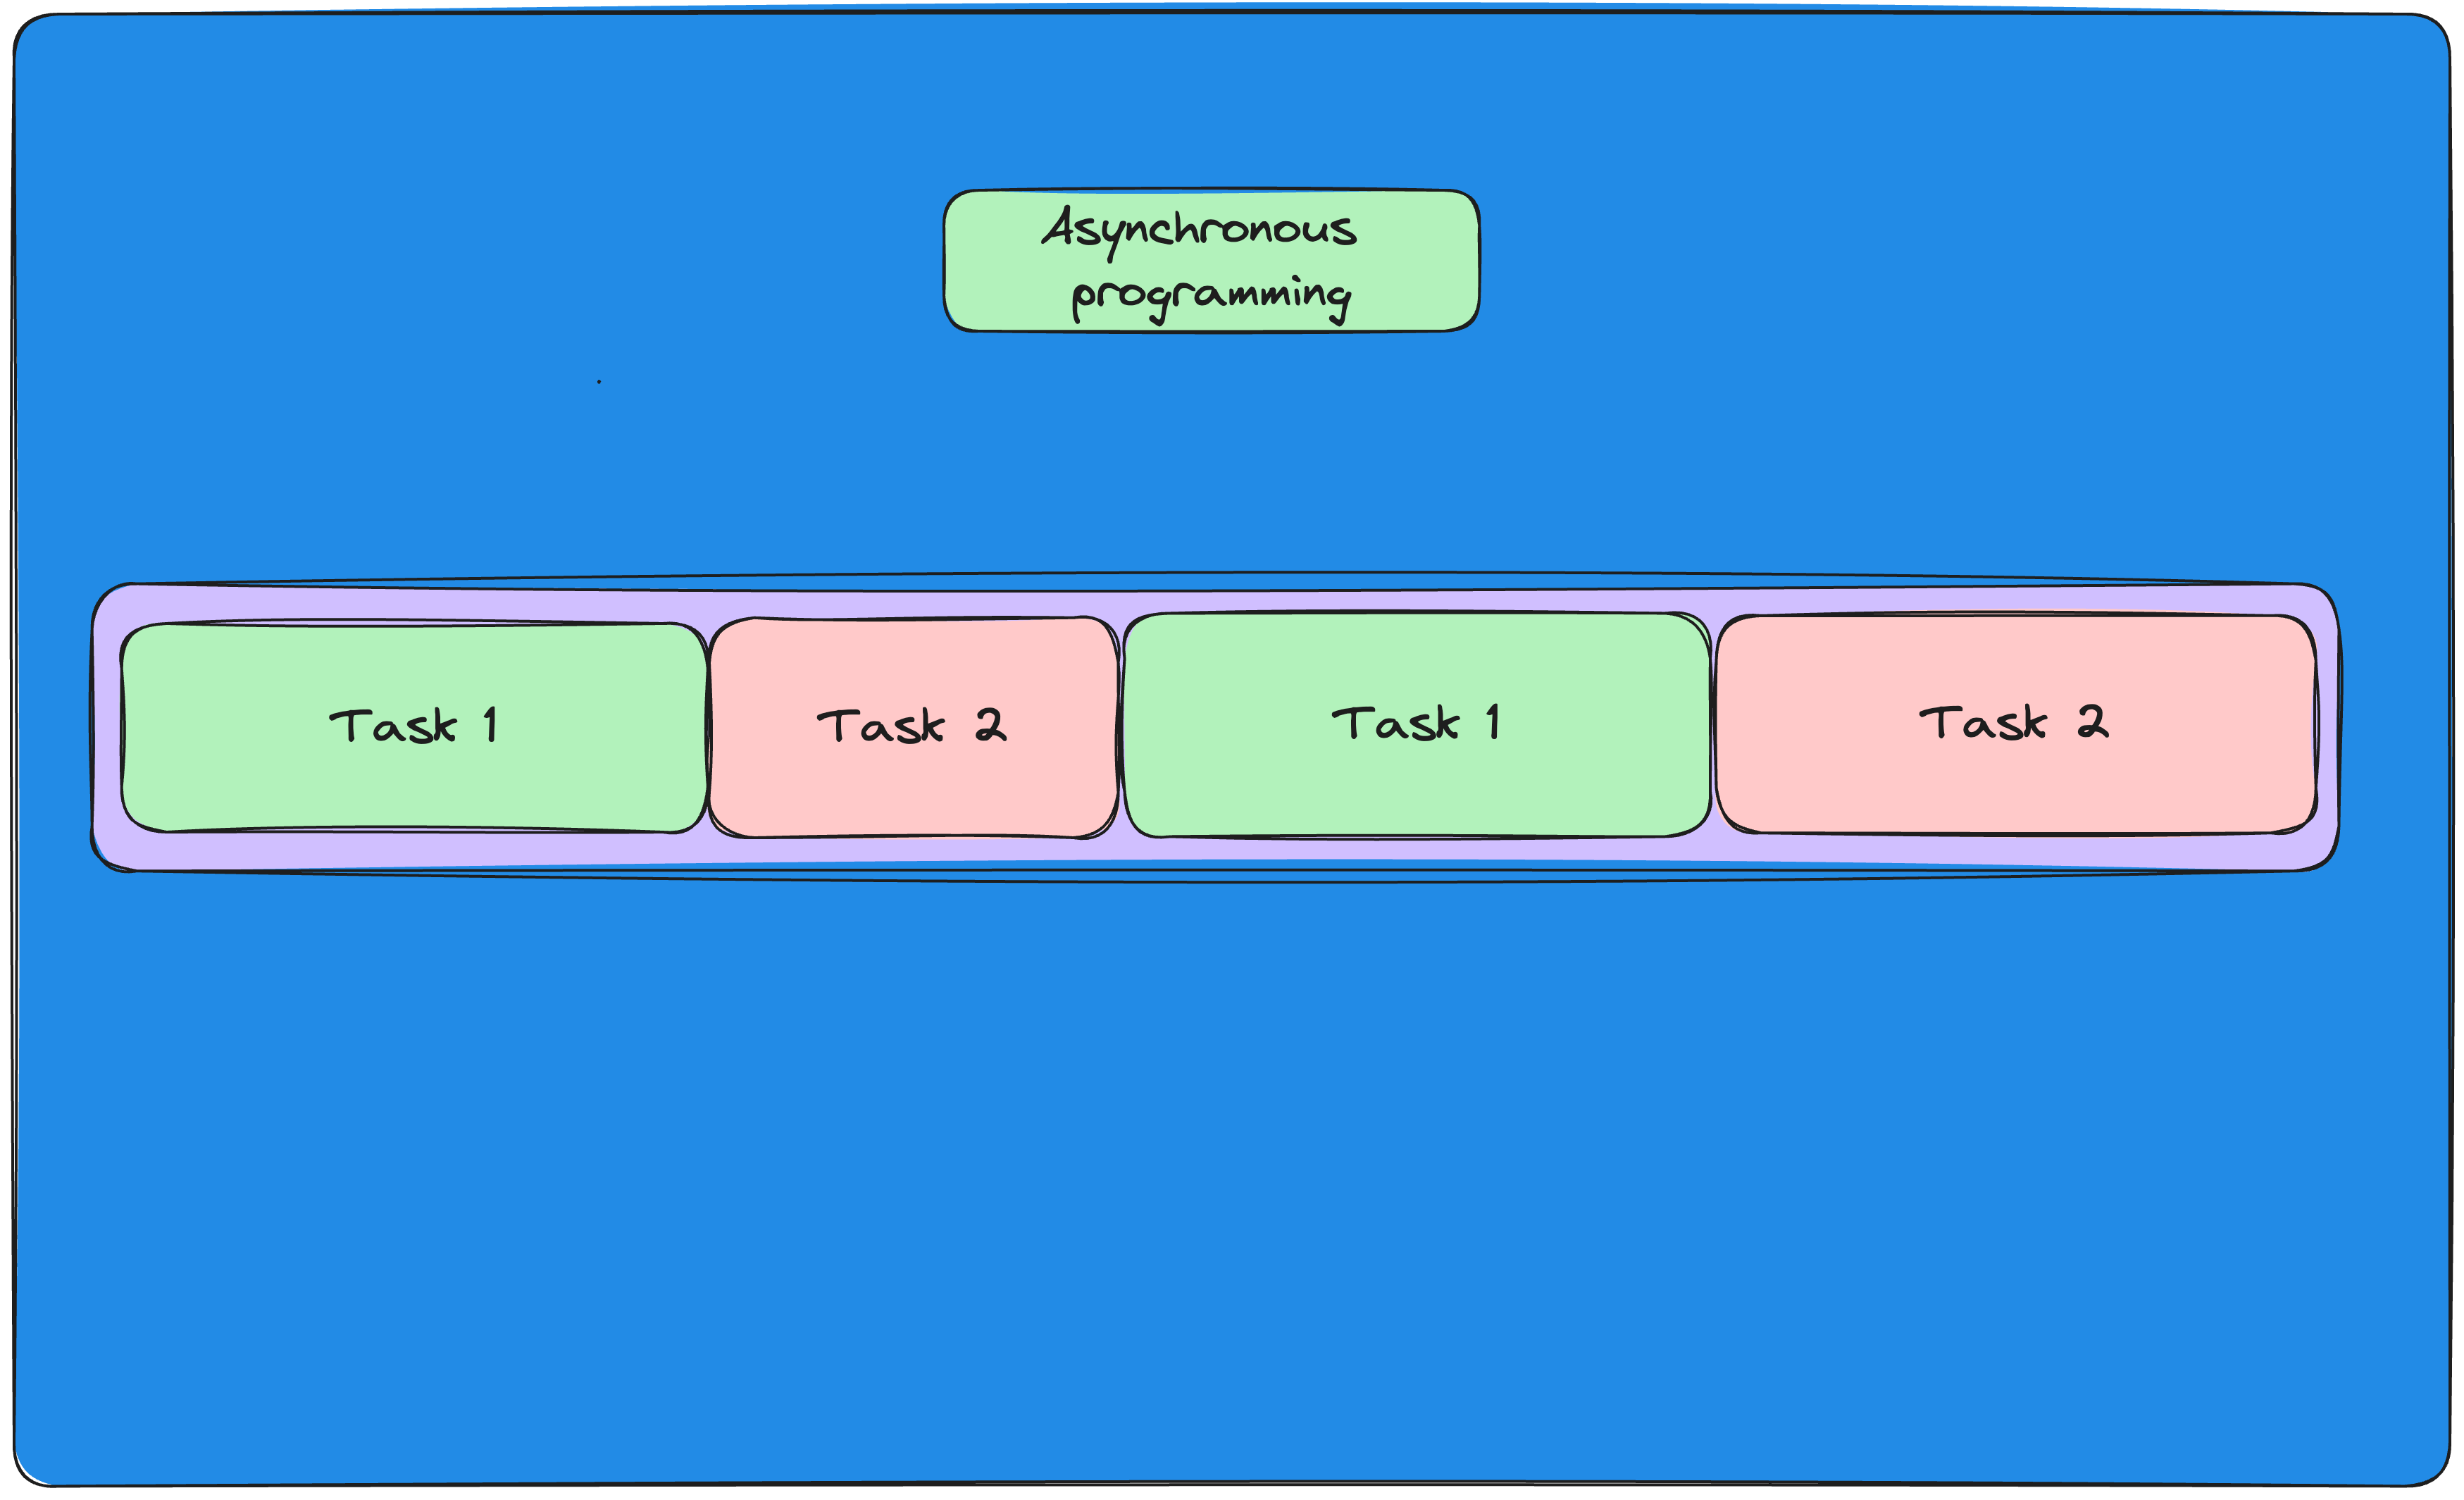 Asynchronous
programming
Task 1
Task 2
Task 1
Task 2